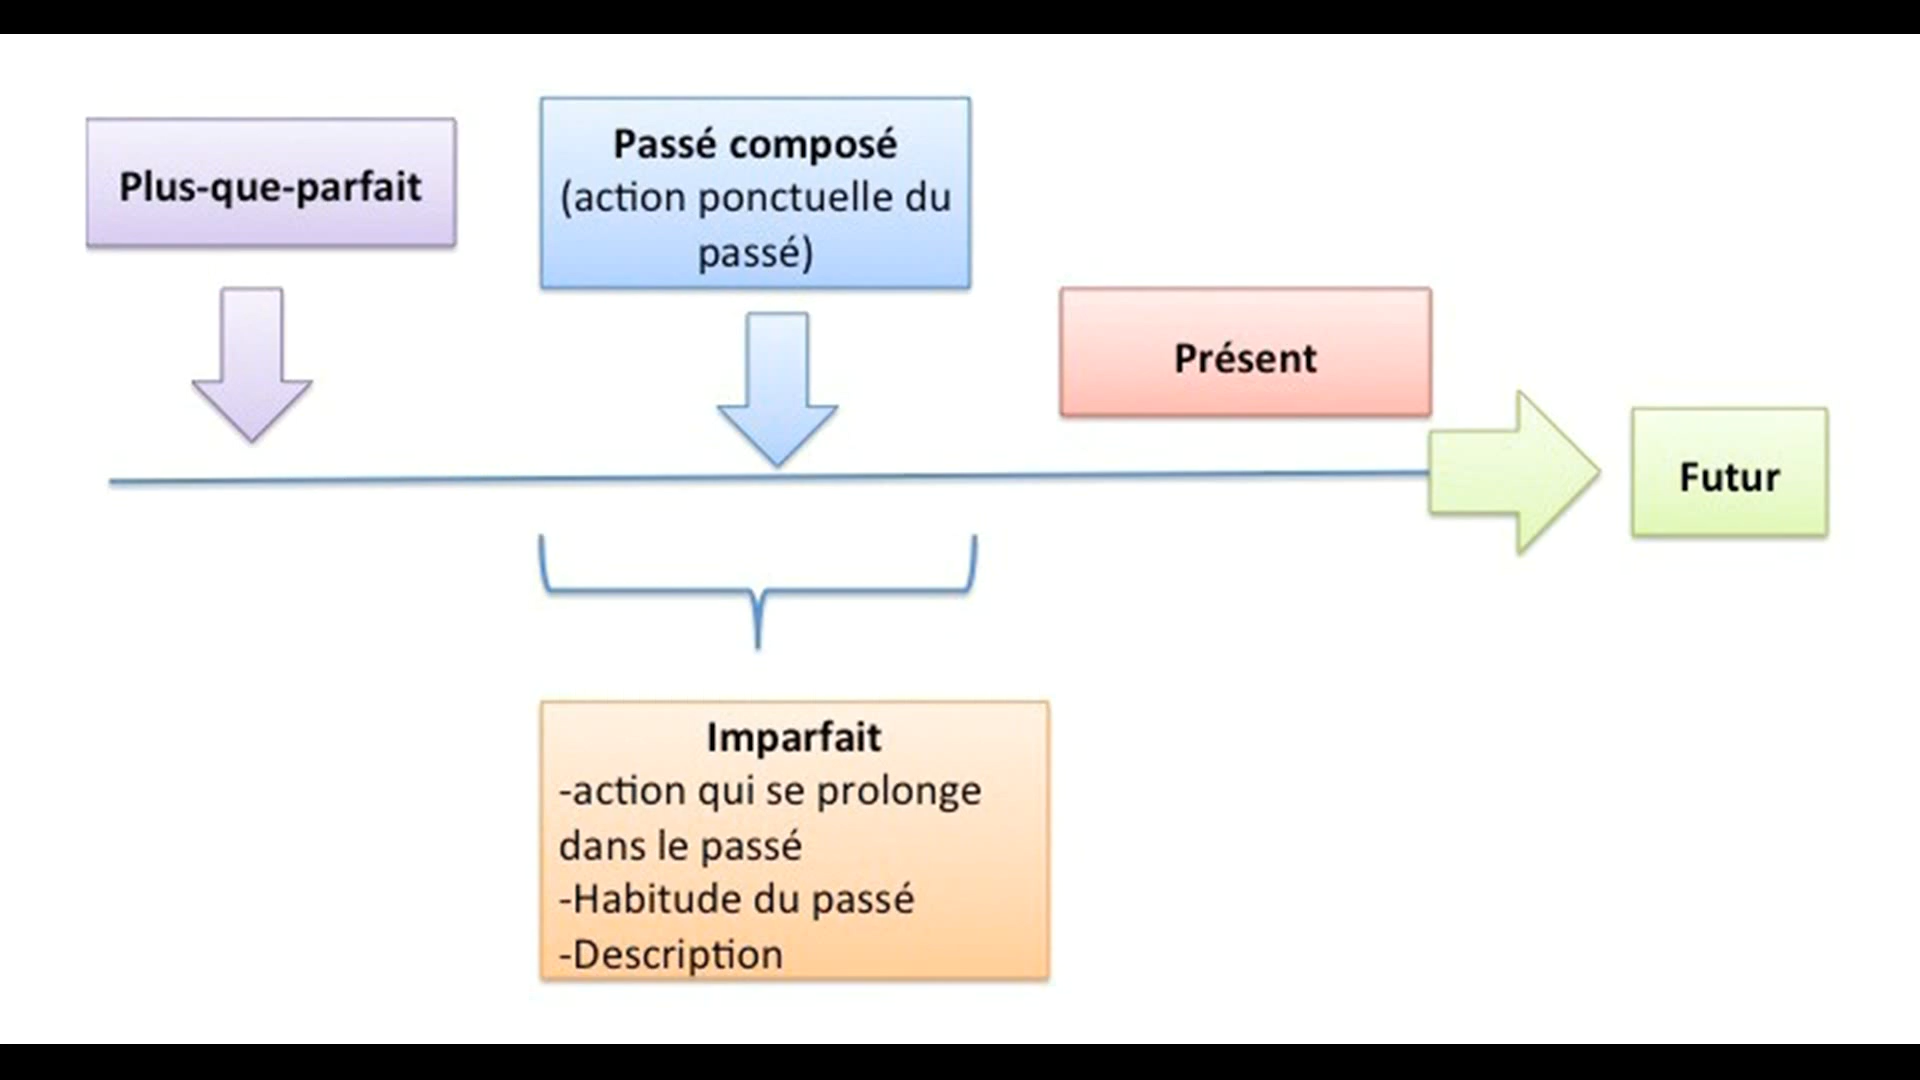 Plus-que-parfait
Passé composé
(action ponctuelle du
passé)
Présent
Futur
Imparfait
-action qui se prolonge
dans le passé
-Habitude du passé
-Description